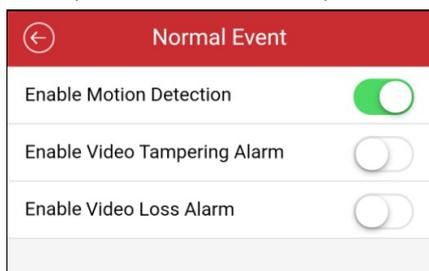 Normal Event
Enable Motion Detection
Enable Video Tampering Alarm
Enable Video Loss Alarm